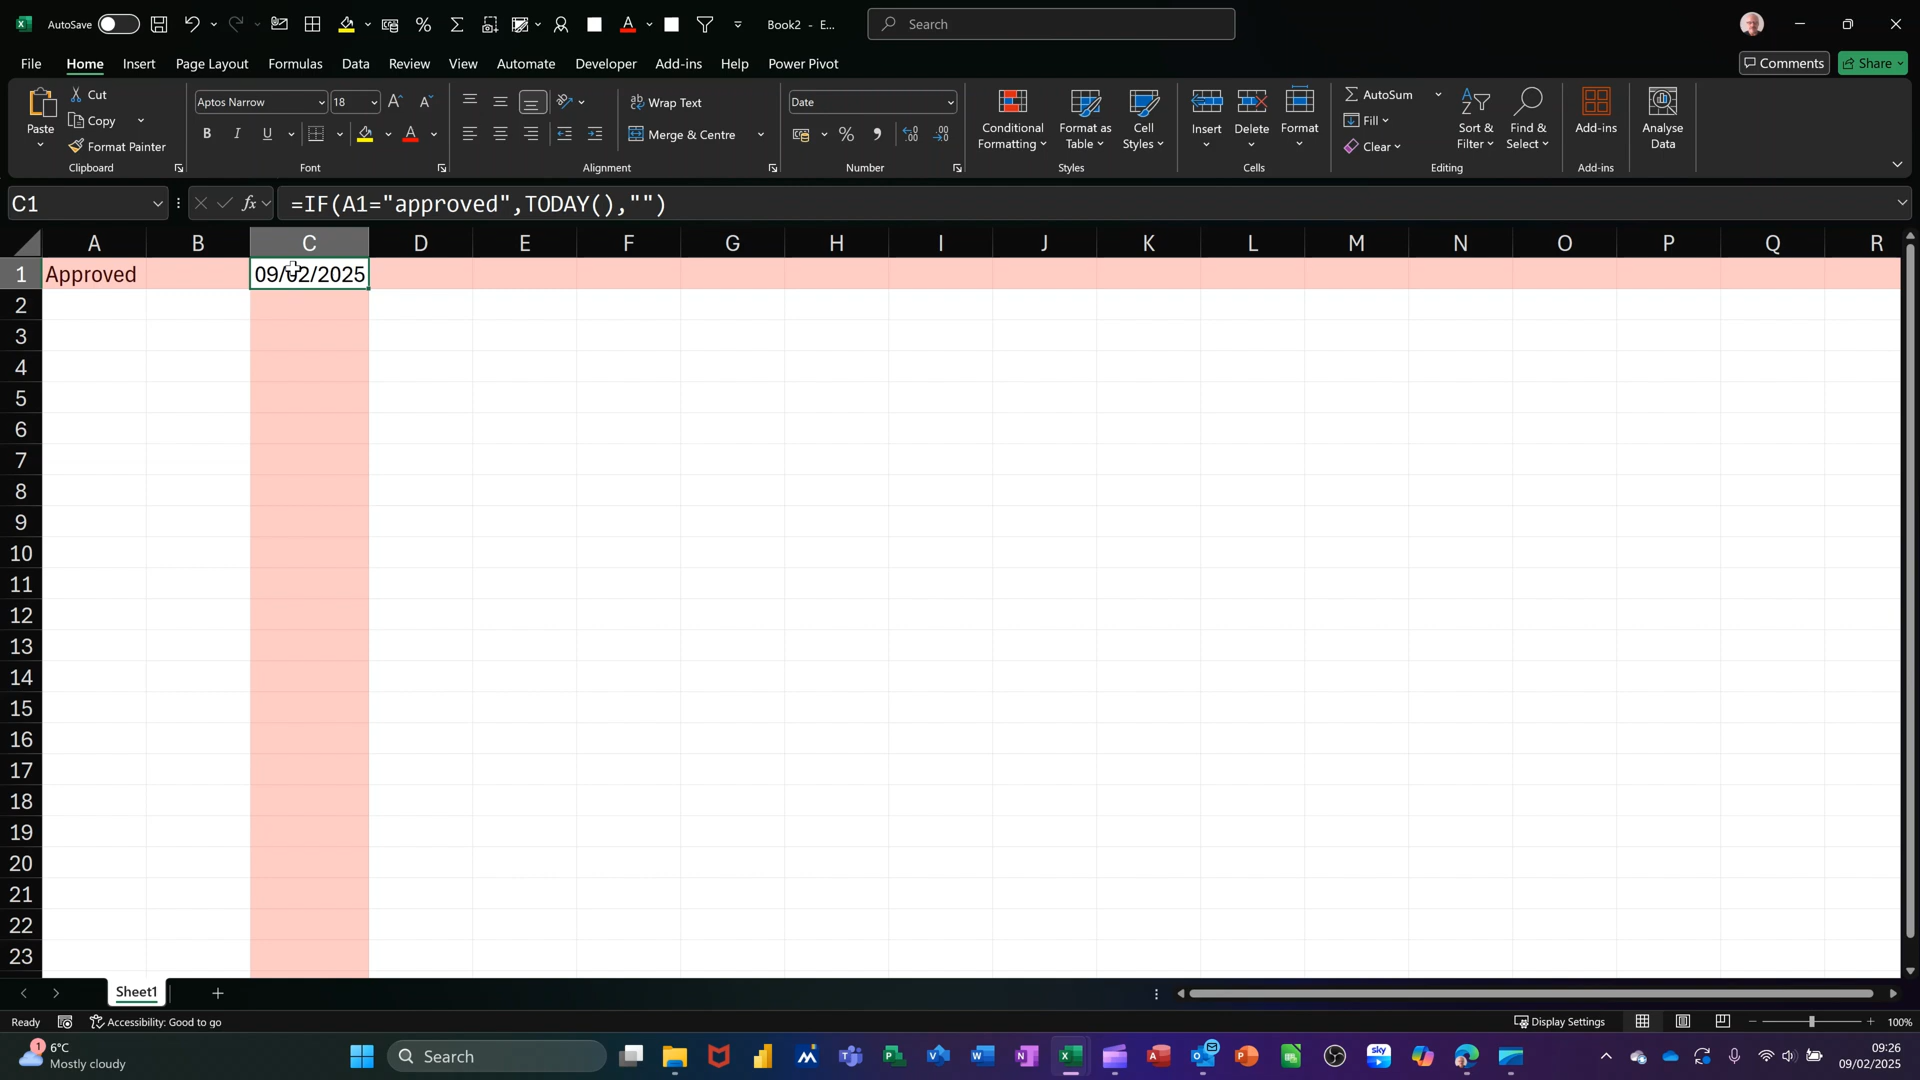 AutoSave
Book2 - E...
Search
File Home Insert Page Layout Formulas Data Review View Automate Developer Add-ins Help Power Pivot
Comments Share
Paste
Cut
Copy
Format Painter
Clipboard
Aptos Narrow 18
B I U
Font
Wrap Text
Merge & Centre
Alignment
Date
Number
Conditional Formatting
Format as Table
Cell Styles
Styles
Insert Delete Format
Cells
AutoSum
Fill
Clear
Sort & Filter
Find & Select
Editing
Add-ins
Add-ins
Analyse Data
C1 fx =IF(A1="approved",TODAY(),"")
A B C D E F G H I J K L M N O P Q R
1 Approved 09/02/2025
2
3
4
5
6
7
8
9
10
11
12
13
14
15
16
17
18
19
20
21
22
23
Sheet1
Ready Accessibility: Good to go Display Settings 100%
1
6°C
Mostly cloudy
Search
sky
09:26
09/02/2025